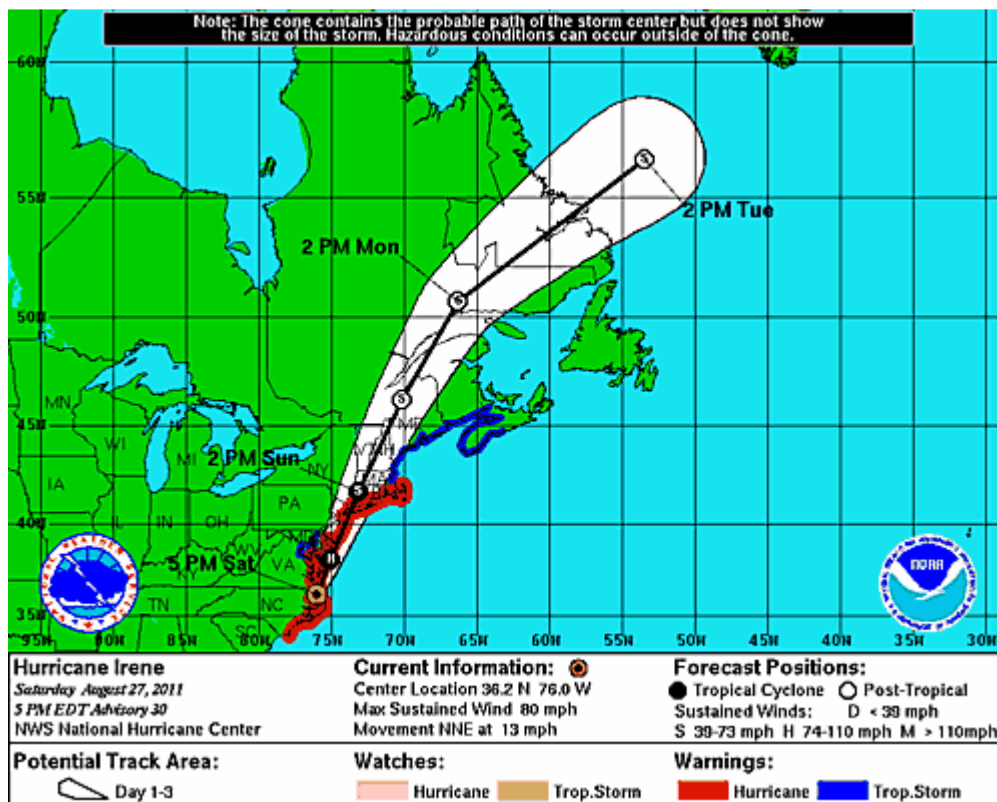 Note: The cone contains the probable path of the storm center but does not show
the size of the storm. Hazardous conditions can occur outside of the cone.
60N
55N
2 PM Tue
2 PM Mon
50N
MN
ME
45N
WI
VT NH
MI
2 PM Sun
NY
MA
IA
PA
40N
IL IN OH
MD
WV
5 PM Sat
VA
KY
NOAA
TN
NC
35N
SC
95W 90W 85W 80W 75W 70W 65W 60W 55W 50W 45W 40W 35W 30W
Hurricane Irene
Saturday August 27, 2011
5 PM EDT Advisory 30
NWS National Hurricane Center
Current Information:
Center Location 36.2 N 76.0 W
Max Sustained Wind 80 mph
Movement NNE at 13 mph
Forecast Positions:
Tropical Cyclone Post-Tropical
Sustained Winds: D < 39 mph
S 39-73 mph H 74-110 mph M > 110mph
Potential Track Area:
Day 1-3
Watches:
Hurricane Trop.Storm
Warnings:
Hurricane Trop.Storm